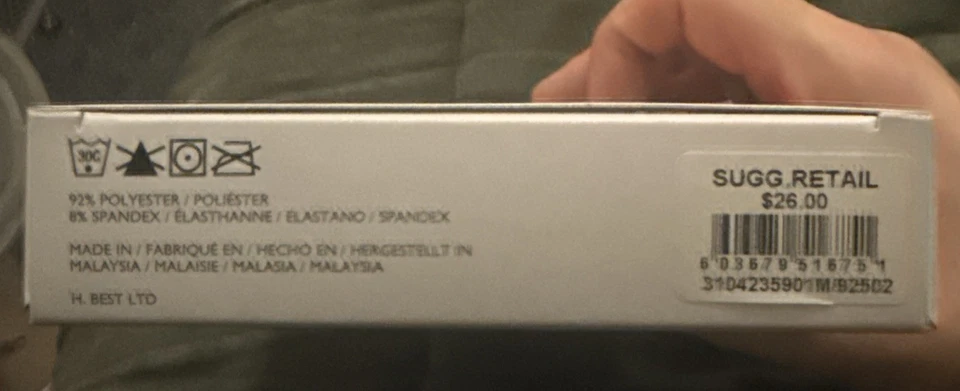 30C
92% POLYESTER / POLIÉSTER
8% SPANDEX / ÉLASTHANNE / ELASTANO / SPANDEX
MADE IN / FABRIQUÉ EN / HECHO EN / HERGESTELLT IN
MALAYSIA / MALAISIE / MALASIA / MALAYSIA
H. BEST LTD
SUGG.RETAIL
$26.00
6 03679 51675 1
3104235901M/B2502